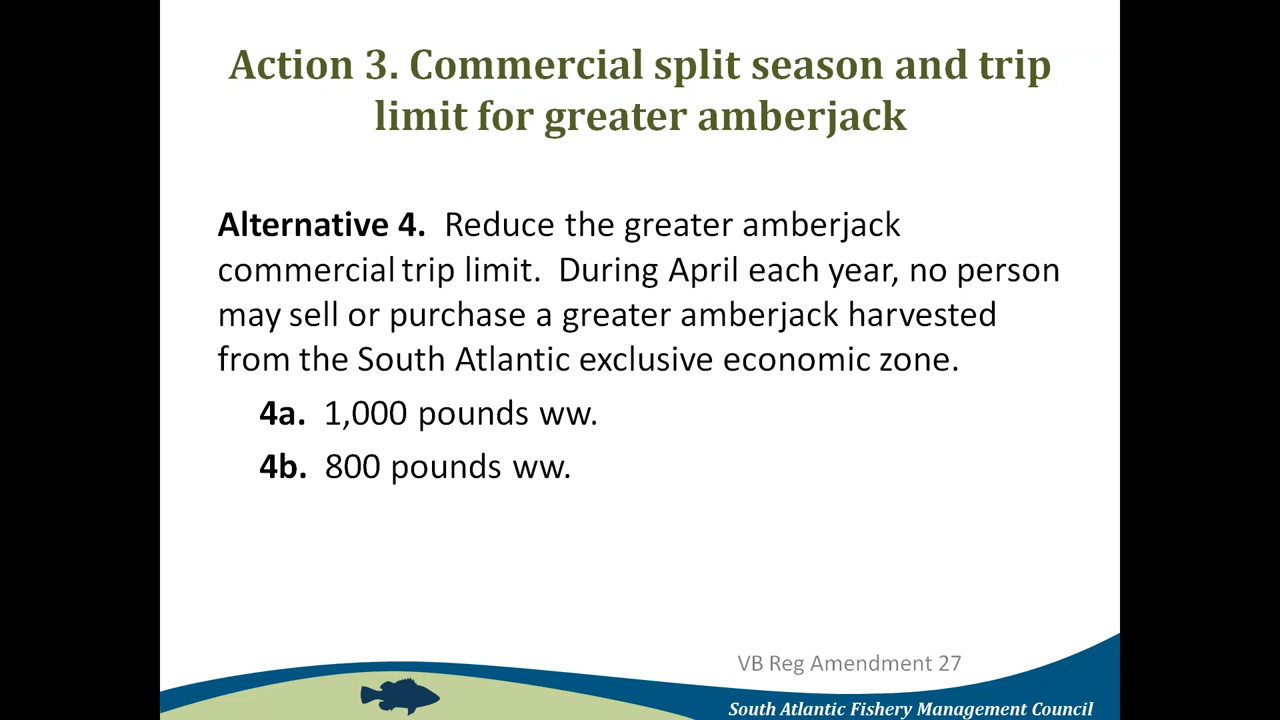 Action 3. Commercial split season and trip
limit for greater amberjack
Alternative 4. Reduce the greater amberjack
commercial trip limit. During April each year, no person
may sell or purchase a greater amberjack harvested
from the South Atlantic exclusive economic zone.
4a. 1,000 pounds ww.
4b. 800 pounds ww.
VB Reg Amendment 27
South Atlantic Fishery Management Council